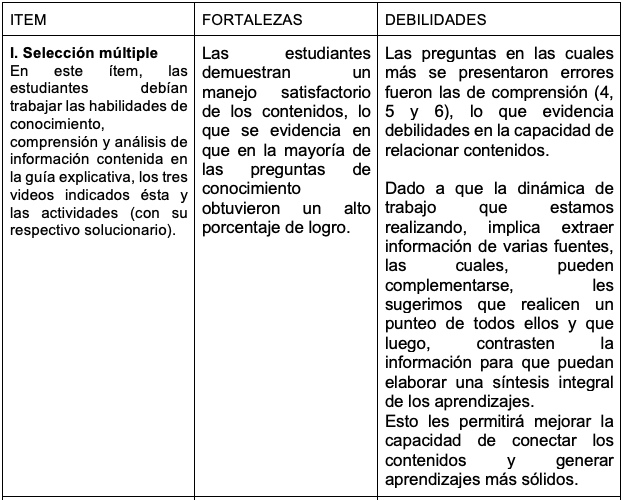 ITEM
FORTALEZAS
DEBILIDADES
I. Selección múltiple
En este ítem, las
estudiantes debían
trabajar las habilidades de
conocimiento,
comprensión y análisis de
información contenida en
la guía explicativa, los tres
videos indicados ésta y
las actividades (con su
respectivo solucionario).
Las estudiantes
demuestran un
manejo satisfactorio
de los contenidos, lo
que se evidencia en
que en la mayoría de
las preguntas de
conocimiento
obtuvieron un alto
porcentaje de logro.
Las preguntas en las cuales
más se presentaron errores
fueron las de comprensión (4,
5 y 6), lo que evidencia
debilidades en la capacidad de
relacionar contenidos.
Dado a que la dinámica de
trabajo que estamos
realizando, implica extraer
información de varias fuentes,
las cuales, pueden
complementarse, les
sugerimos que realicen un
punteo de todos ellos y que
luego, contrasten la
información para que puedan
elaborar una síntesis integral
de los aprendizajes.
Esto les permitirá mejorar la
capacidad de conectar los
contenidos y generar
aprendizajes más sólidos.